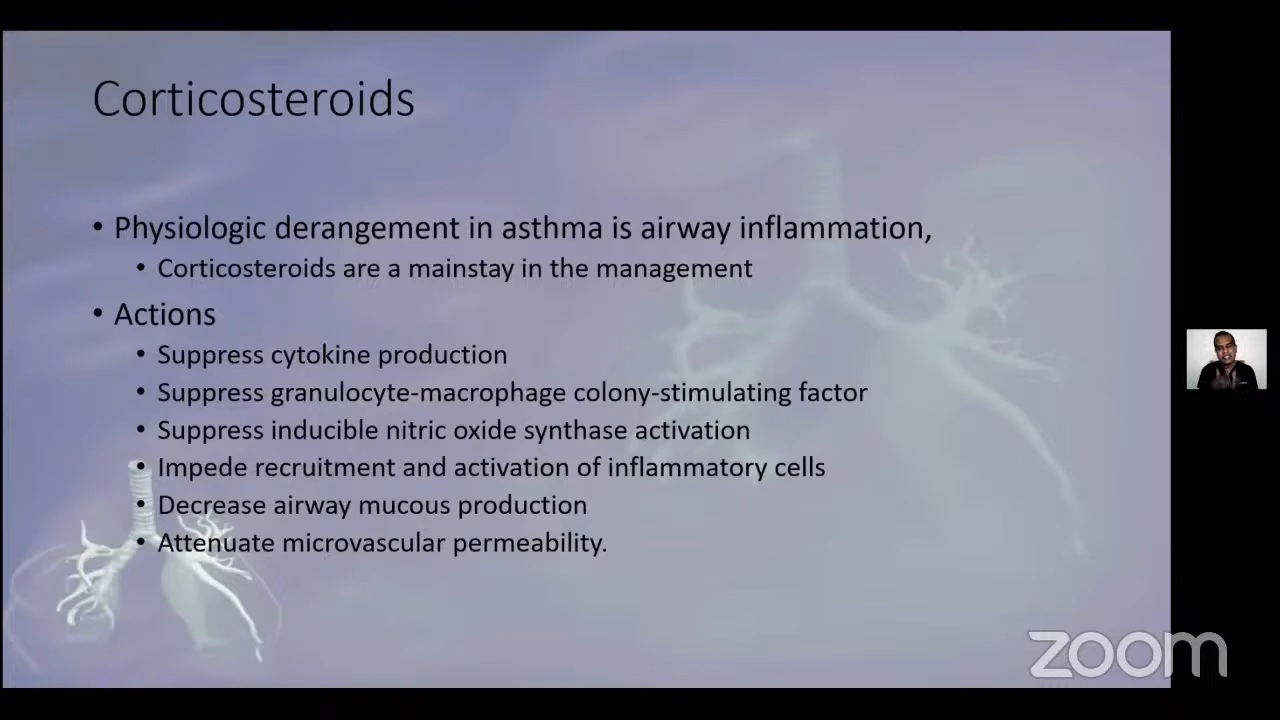 Corticosteroids
• Physiologic derangement in asthma is airway inflammation,
• Corticosteroids are a mainstay in the management
• Actions
• Suppress cytokine production
• Suppress granulocyte-macrophage colony-stimulating factor
• Suppress inducible nitric oxide synthase activation
• Impede recruitment and activation of inflammatory cells
• Decrease airway mucous production
• Attenuate microvascular permeability.
zoom